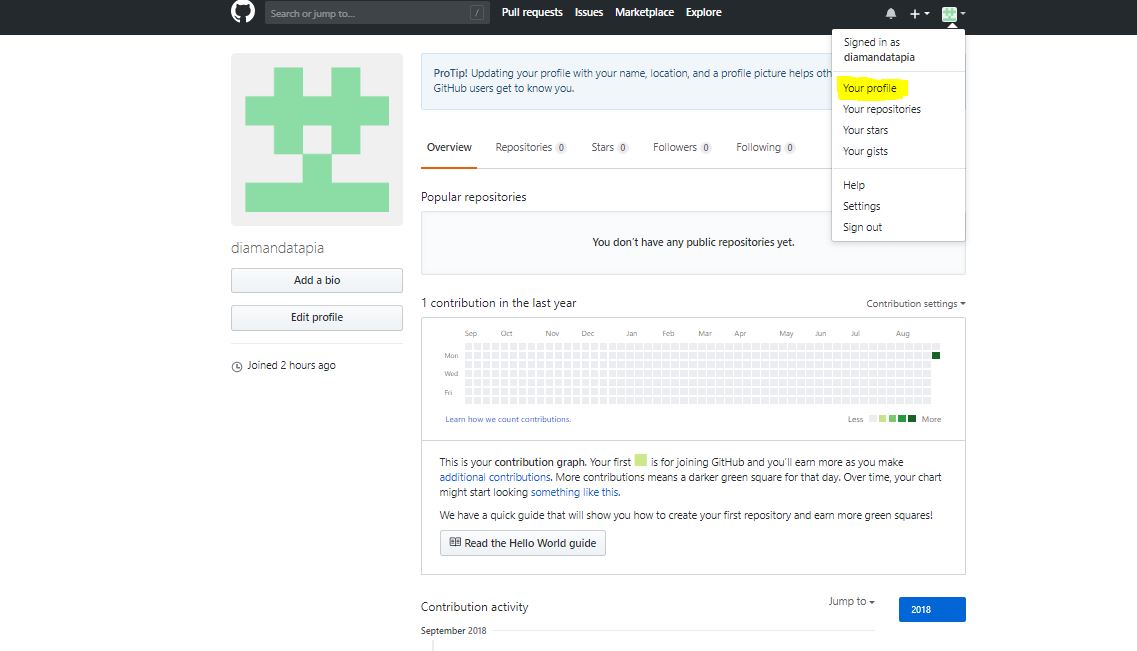 Search or jump to... / Pull requests Issues Marketplace Explore
Signed in as
diamandatapia
Your profile
Your repositories
Your stars
Your gists
Help
Settings
Sign out
ProTip! Updating your profile with your name, location, and a profile picture helps oth
GitHub users get to know you.
Overview Repositories 0 Stars 0 Followers 0 Following 0
diamandatapia
Add a bio
Edit profile
Joined 2 hours ago
Popular repositories
You don't have any public repositories yet.
1 contribution in the last year Contribution settings
Sep Oct Nov Dec Jan Feb Mar Apr May Jun Jul Aug
Mon
Wed
Fri
Learn how we count contributions. Less More
This is your contribution graph. Your first is for joining GitHub and you'll earn more as you make
additional contributions. More contributions means a darker green square for that day. Over time, your chart
might start looking something like this.
We have a quick guide that will show you how to create your first repository and earn more green squares!
Read the Hello World guide
Contribution activity Jump to 2018
September 2018